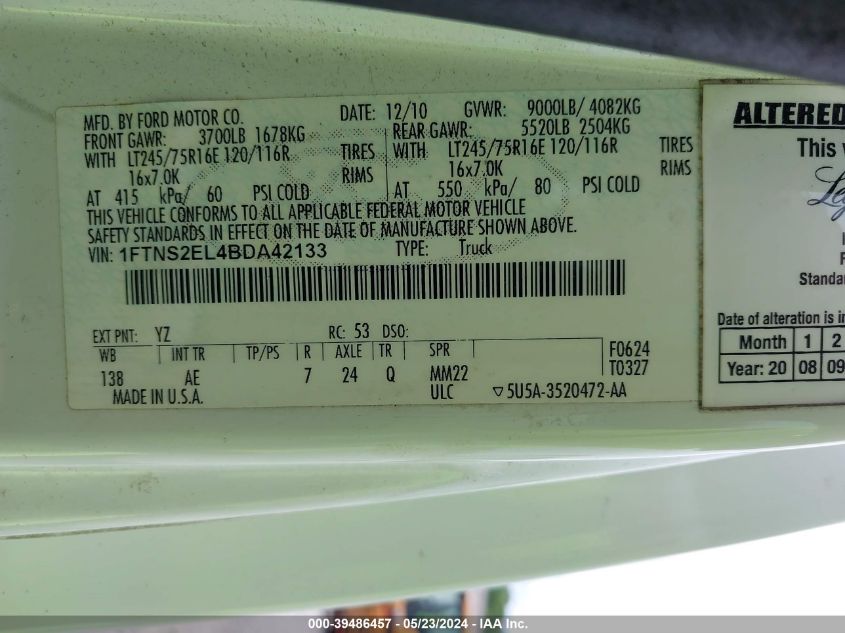 MFD. BY FORD MOTOR CO.
DATE: 12/10 GVWR: 9000LB/ 4082KG
FRONT GAWR: 3700LB 1678KG
REAR GAWR: 5520LB 2504KG
WITH LT245/75R16E 120/116R TIRES
WITH LT245/75R16E 120/116R TIRES
16x7.0K RIMS
16x7.0K RIMS
AT 415 kPa/ 60 PSI COLD
AT 550 kPa/ 80 PSI COLD
THIS VEHICLE CONFORMS TO ALL APPLICABLE FEDERAL MOTOR VEHICLE
SAFETY STANDARDS IN EFFECT ON THE DATE OF MANUFACTURE SHOWN ABOVE.
VIN: 1FTNS2EL4BDA42133 TYPE: Truck
EXT PNT: YZ RC: 53 DSO:
WB INT TR TP/PS R AXLE TR SPR F0624
138 AE 7 24 Q MM22 T0327
MADE IN U.S.A. ULC ▽5U5A-3520472-AA
ALTERED
This
Standa
Date of alteration is in
Month 1 2
Year: 20 08 09
000-39486457 - 05/23/2024 - IAA Inc.